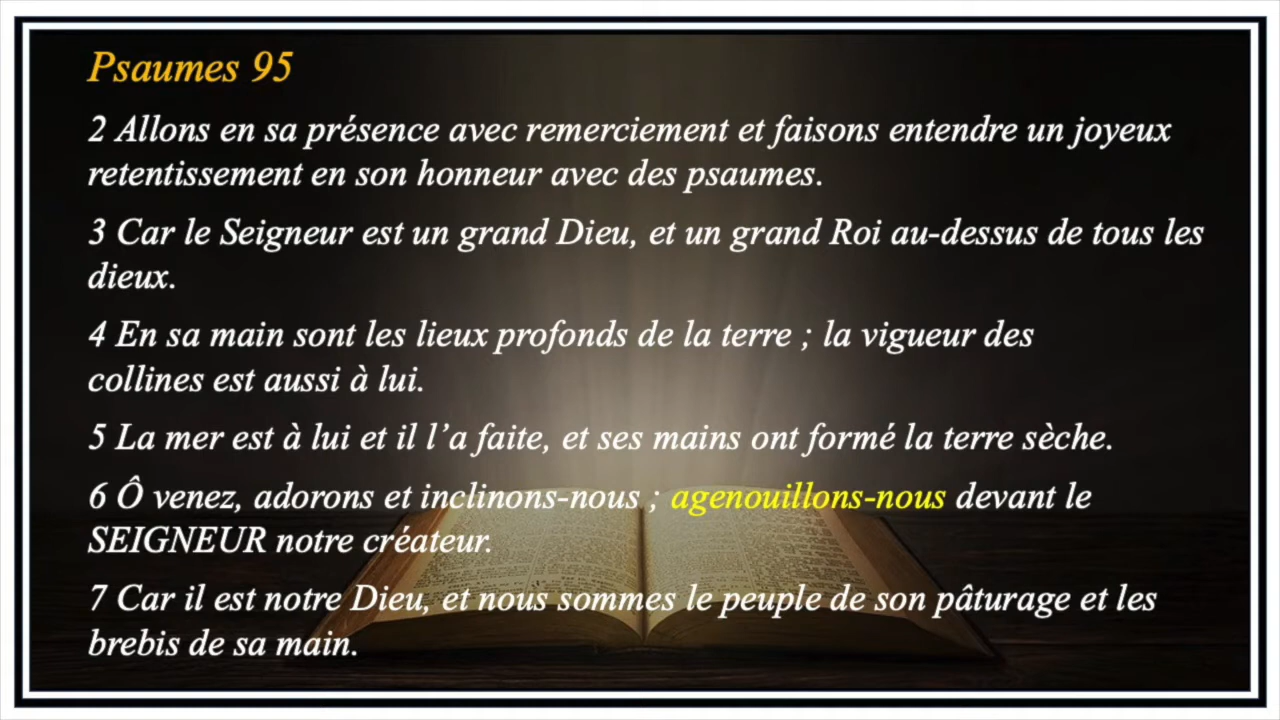 Psaumes 95
2 Allons en sa présence avec remerciement et faisons entendre un joyeux
retentissement en son honneur avec des psaumes.
3 Car le Seigneur est un grand Dieu, et un grand Roi au-dessus de tous les
dieux.
4 En sa main sont les lieux profonds de la terre ; la vigueur des
collines est aussi à lui.
5 La mer est à lui et il l’a faite, et ses mains ont formé la terre sèche.
6 Ô venez, adorons et inclinons-nous ; agenouillons-nous devant le
SEIGNEUR notre créateur.
7 Car il est notre Dieu, et nous sommes le peuple de son pâturage et les
brebis de sa main.